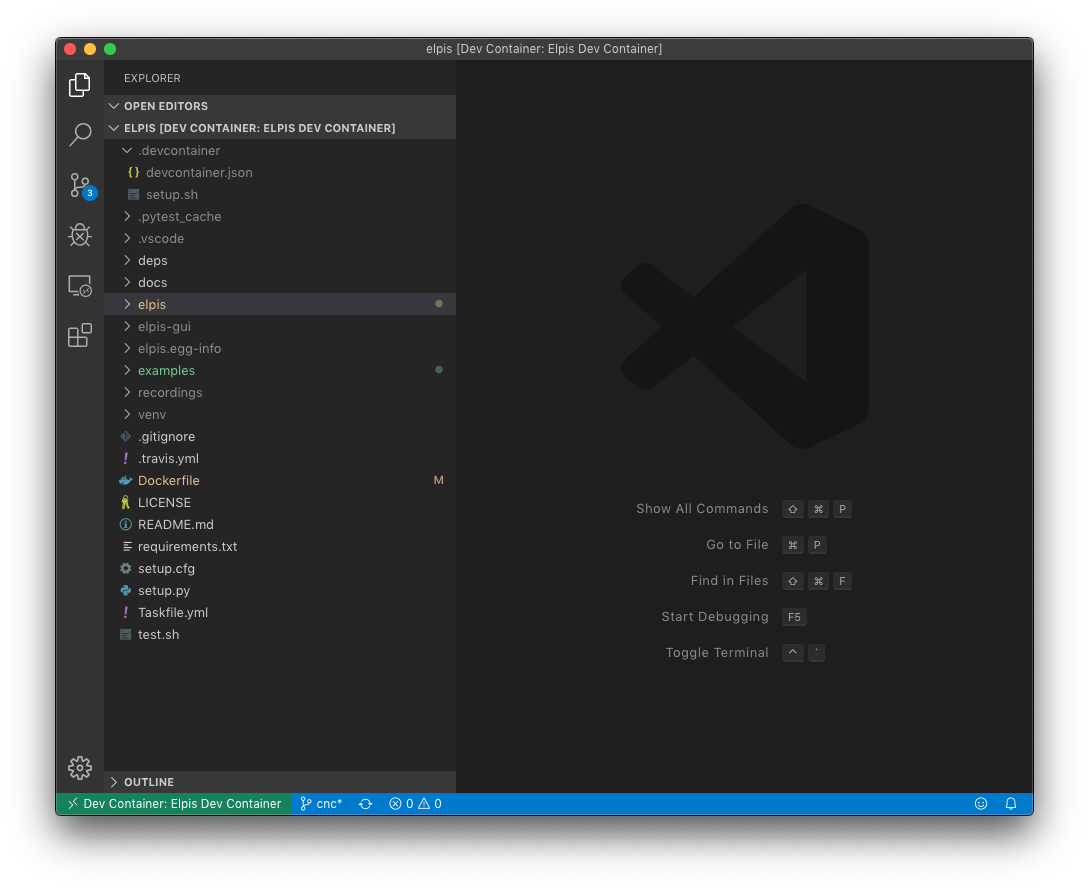 elpis [Dev Container: Elpis Dev Container]
EXPLORER
OPEN EDITORS
ELPIS [DEV CONTAINER: ELPIS DEV CONTAINER]
.devcontainer
{} devcontainer.json
setup.sh
3
.pytest_cache
.vscode
deps
docs
elpis
elpis-gui
elpis.egg-info
examples
recordings
venv
.gitignore
! .travis.yml
Dockerfile M
LICENSE
README.md
requirements.txt
setup.cfg
setup.py
! Taskfile.yml
test.sh
Show All Commands ⇧ ⌘ P
Go to File ⌘ P
Find in Files ⇧ ⌘ F
Start Debugging F5
Toggle Terminal ^ `
OUTLINE
Dev Container: Elpis Dev Container cnc* 0 0